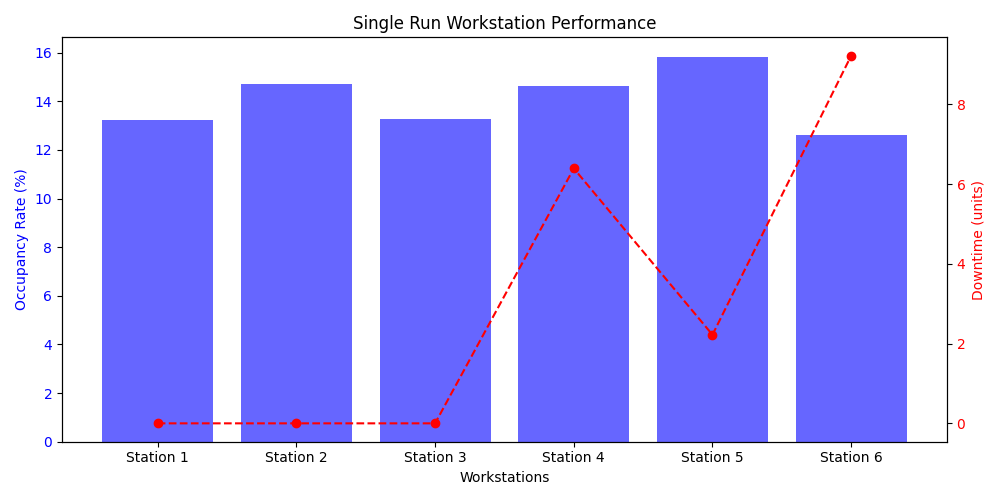 Single Run Workstation Performance
Occupancy Rate (%)
16
14
12
10
8
6
4
2
0
8
6
4
2
0
Downtime (units)
Station 1 Station 2 Station 3 Station 4 Station 5 Station 6
Workstations